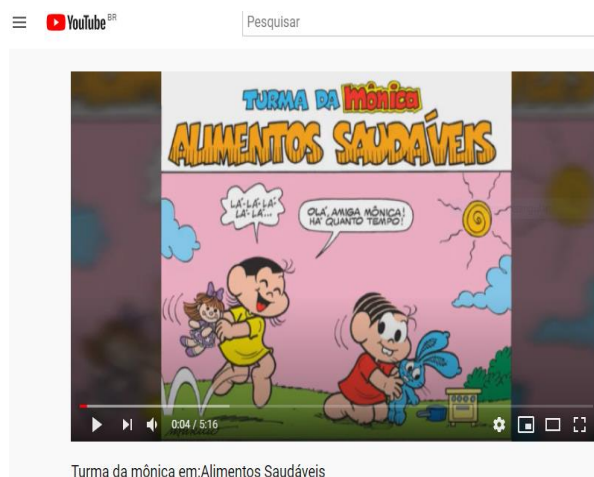 YouTube BR
Pesquisar
TURMA DA Mônica
ALIMENTOS SAUDÁVEIS
LÁ-LÁ-LÁ-
LÁ-LÁ...
OLÁ, AMIGA MÔNICA!
HÁ QUANTO TEMPO!
0:04 / 5:16
Turma da mônica em:Alimentos Saudáveis